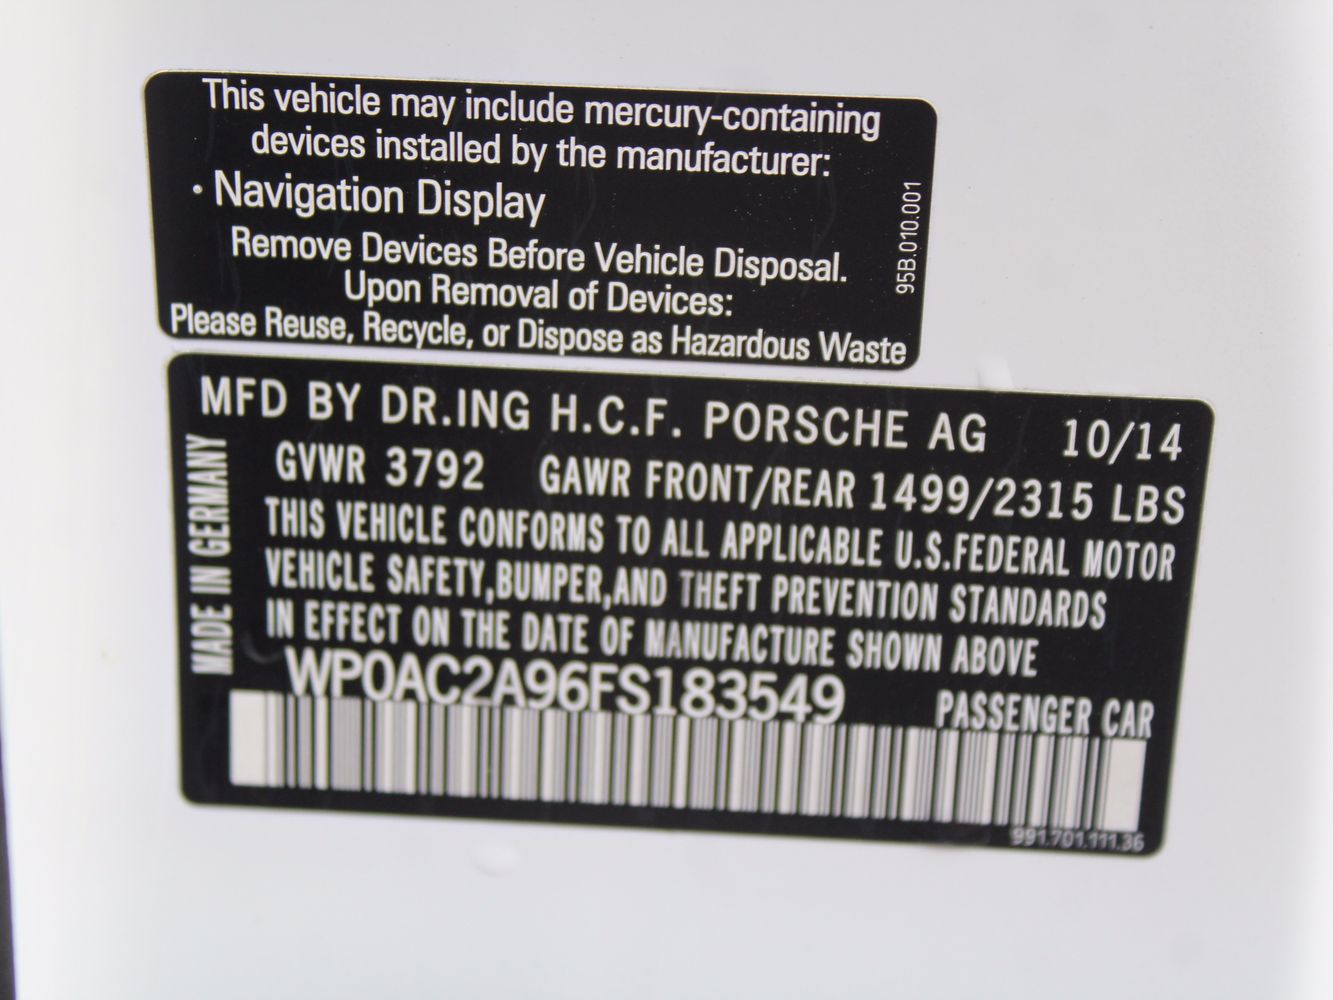 This vehicle may include mercury-containing
devices installed by the manufacturer:
· Navigation Display
Remove Devices Before Vehicle Disposal.
Upon Removal of Devices:
Please Reuse, Recycle, or Dispose as Hazardous Waste
95B.010.001
MFD BY DR.ING H.C.F. PORSCHE AG 10/14
GVWR 3792 GAWR FRONT/REAR 1499/2315 LBS
THIS VEHICLE CONFORMS TO ALL APPLICABLE U.S.FEDERAL MOTOR
VEHICLE SAFETY,BUMPER,AND THEFT PREVENTION STANDARDS
IN EFFECT ON THE DATE OF MANUFACTURE SHOWN ABOVE
WP0AC2A96FS183549 PASSENGER CAR
MADE IN GERMANY
991.701.111.36